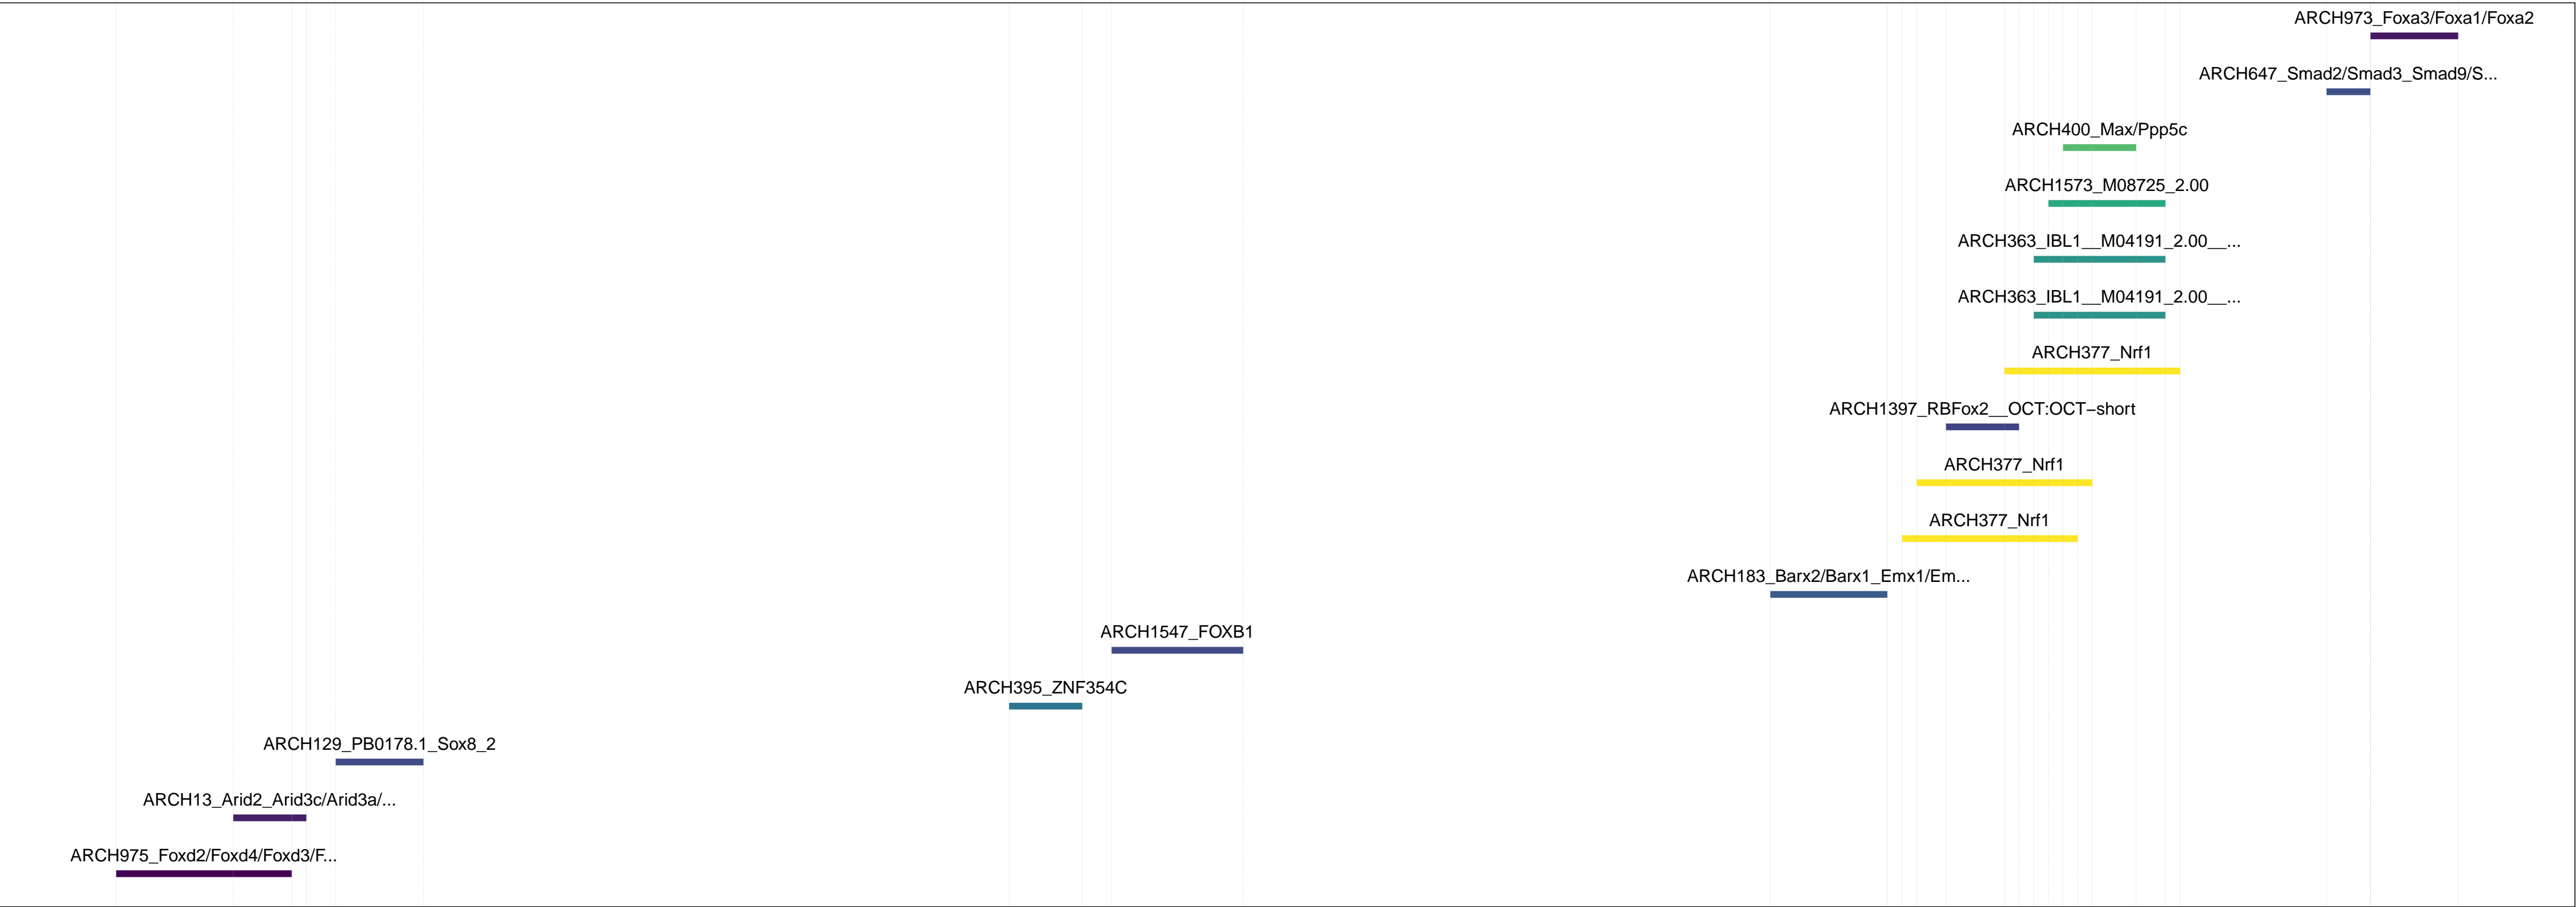 ARCH973_Foxa3/Foxa1/Foxa2
ARCH647_Smad2/Smad3_Smad9/S...
ARCH400_Max/Ppp5c
ARCH1573_M08725_2.00
ARCH363_IBL1__M04191_2.00__...
ARCH363_IBL1__M04191_2.00__...
ARCH377_Nrf1
ARCH1397_RBFox2__OCT:OCT−short
ARCH377_Nrf1
ARCH377_Nrf1
ARCH183_Barx2/Barx1_Emx1/Em...
ARCH1547_FOXB1
ARCH395_ZNF354C
ARCH129_PB0178.1_Sox8_2
ARCH13_Arid2_Arid3c/Arid3a/...
ARCH975_Foxd2/Foxd4/Foxd3/F...